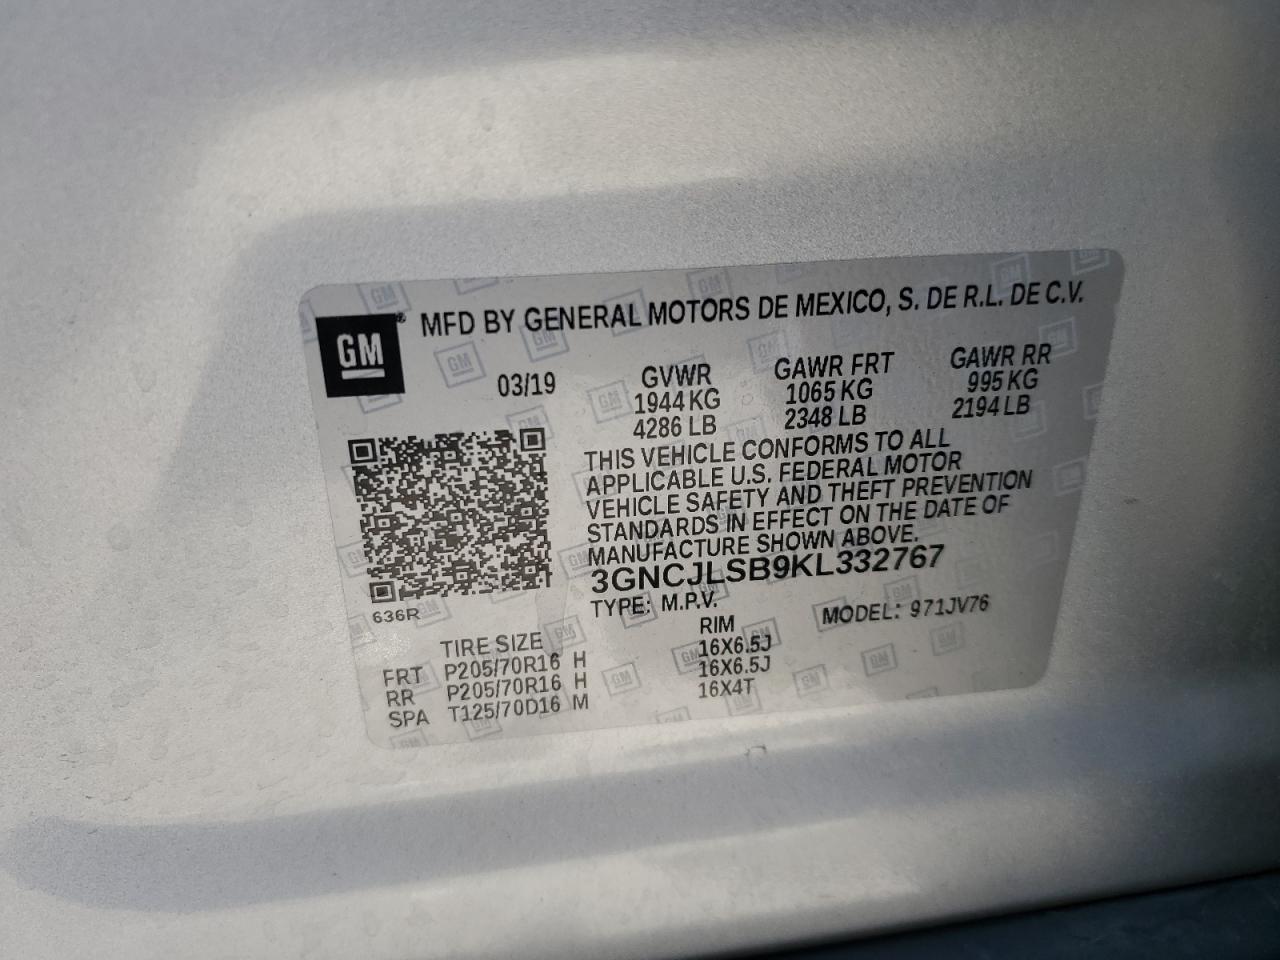 GM® MFD BY GENERAL MOTORS DE MEXICO, S. DE R.L. DE C.V.
03/19 GVWR GAWR FRT GAWR RR
1944 KG 1065 KG 995 KG
4286 LB 2348 LB 2194 LB
THIS VEHICLE CONFORMS TO ALL
APPLICABLE U.S. FEDERAL MOTOR
VEHICLE SAFETY AND THEFT PREVENTION
STANDARDS IN EFFECT ON THE DATE OF
MANUFACTURE SHOWN ABOVE.
3GNCJLSB9KL332767
636R TYPE: M.P.V. MODEL: 971JV76
TIRE SIZE RIM
FRT P205/70R16 H 16X6.5J
RR P205/70R16 H 16X6.5J
SPA T125/70D16 M 16X4T